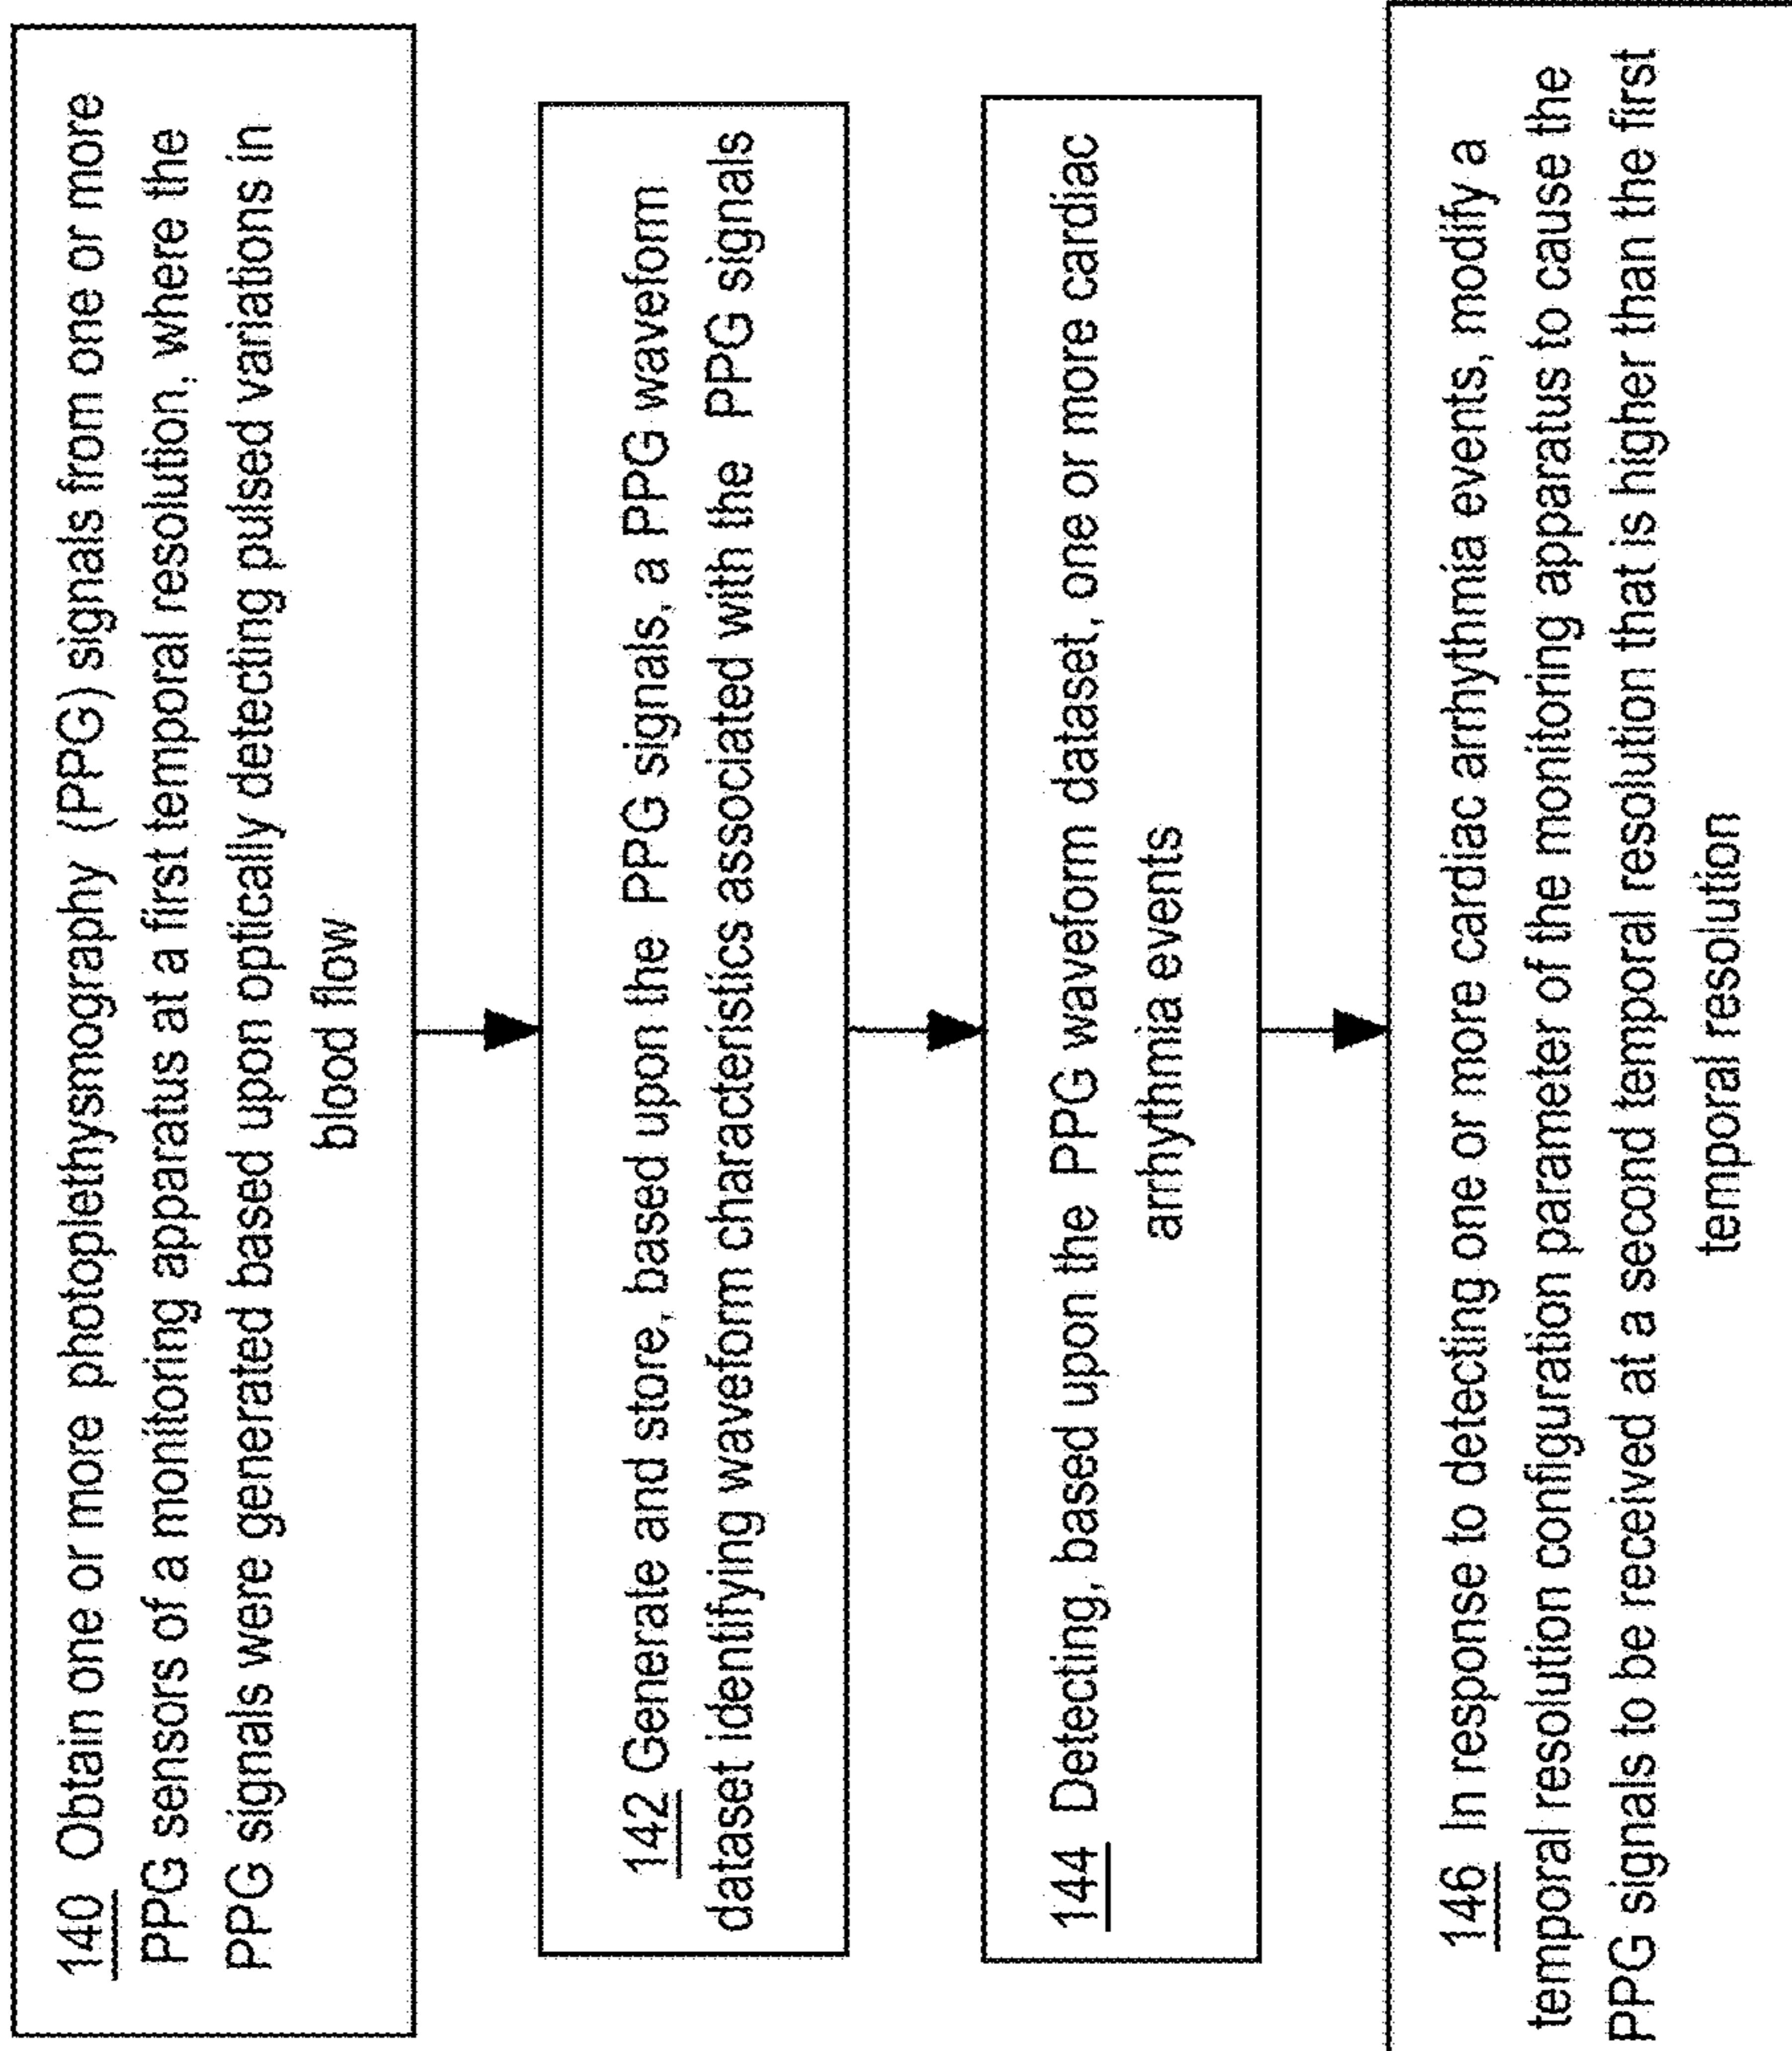 140 Obtain one or more photoplethysmography (PPG) signals from one or more
PPG sensors of a monitoring apparatus at a first temporal resolution, where the
PPG signals were generated based upon optically detecting pulsed variations in
blood flow
142 Generate and store, based upon the PPG signals, a PPG waveform
dataset identifying waveform characteristics associated with the PPG signals
144 Detecting, based upon the PPG waveform dataset, one or more cardiac
arrhythmia events
146 In response to detecting one or more cardiac arrhythmia events, modify a
temporal resolution configuration parameter of the monitoring apparatus to cause the
PPG signals to be received at a second temporal resolution that is higher than the first
temporal resolution